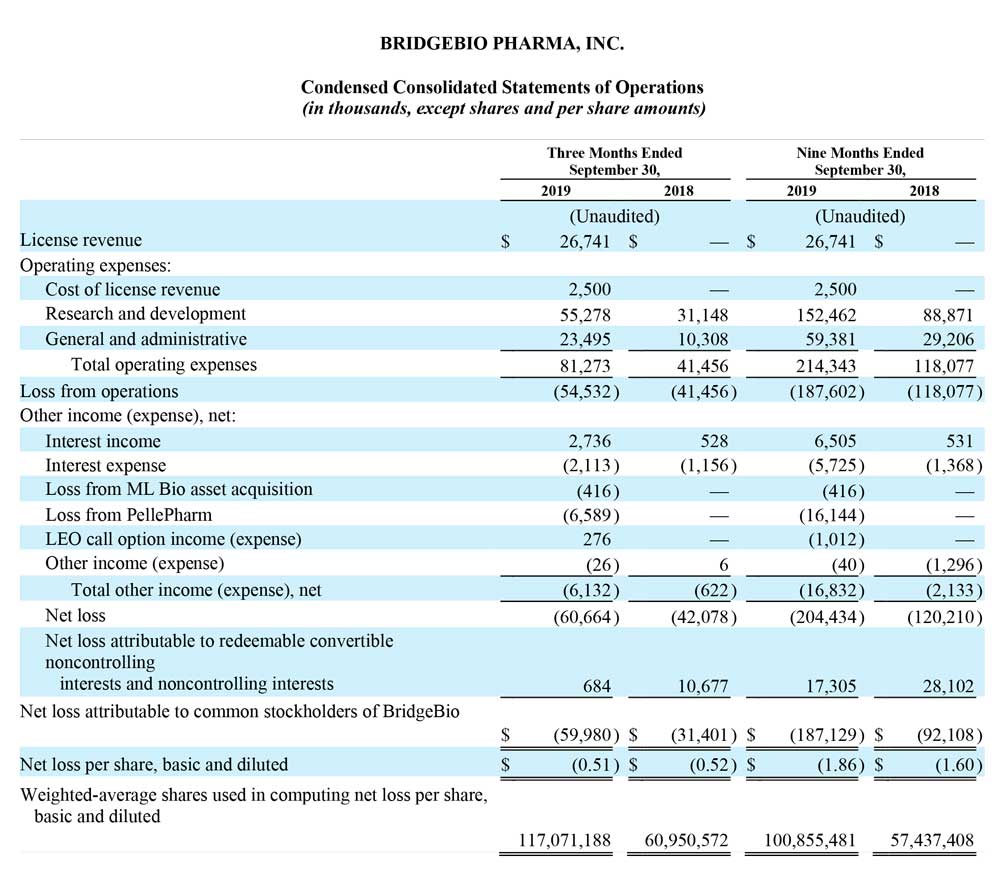 BRIDGEBIO PHARMA, INC.
Condensed Consolidated Statements of Operations
(in thousands, except shares and per share amounts)
Three Months Ended Nine Months Ended
September 30, September 30,
2019 2018 2019 2018
(Unaudited) (Unaudited)
License revenue $ 26,741 $ — $ 26,741 $ —
Operating expenses:
Cost of license revenue 2,500 — 2,500 —
Research and development 55,278 31,148 152,462 88,871
General and administrative 23,495 10,308 59,381 29,206
Total operating expenses 81,273 41,456 214,343 118,077
Loss from operations (54,532) (41,456) (187,602) (118,077)
Other income (expense), net:
Interest income 2,736 528 6,505 531
Interest expense (2,113) (1,156) (5,725) (1,368)
Loss from ML Bio asset acquisition (416) — (416) —
Loss from PellePharm (6,589) — (16,144) —
LEO call option income (expense) 276 — (1,012) —
Other income (expense) (26) 6 (40) (1,296)
Total other income (expense), net (6,132) (622) (16,832) (2,133)
Net loss (60,664) (42,078) (204,434) (120,210)
Net loss attributable to redeemable convertible
noncontrolling
interests and noncontrolling interests 684 10,677 17,305 28,102
Net loss attributable to common stockholders of BridgeBio
$ (59,980) $ (31,401) $ (187,129) $ (92,108)
Net loss per share, basic and diluted $ (0.51) $ (0.52) $ (1.86) $ (1.60)
Weighted-average shares used in computing net loss per share,
basic and diluted
117,071,188 60,950,572 100,855,481 57,437,408